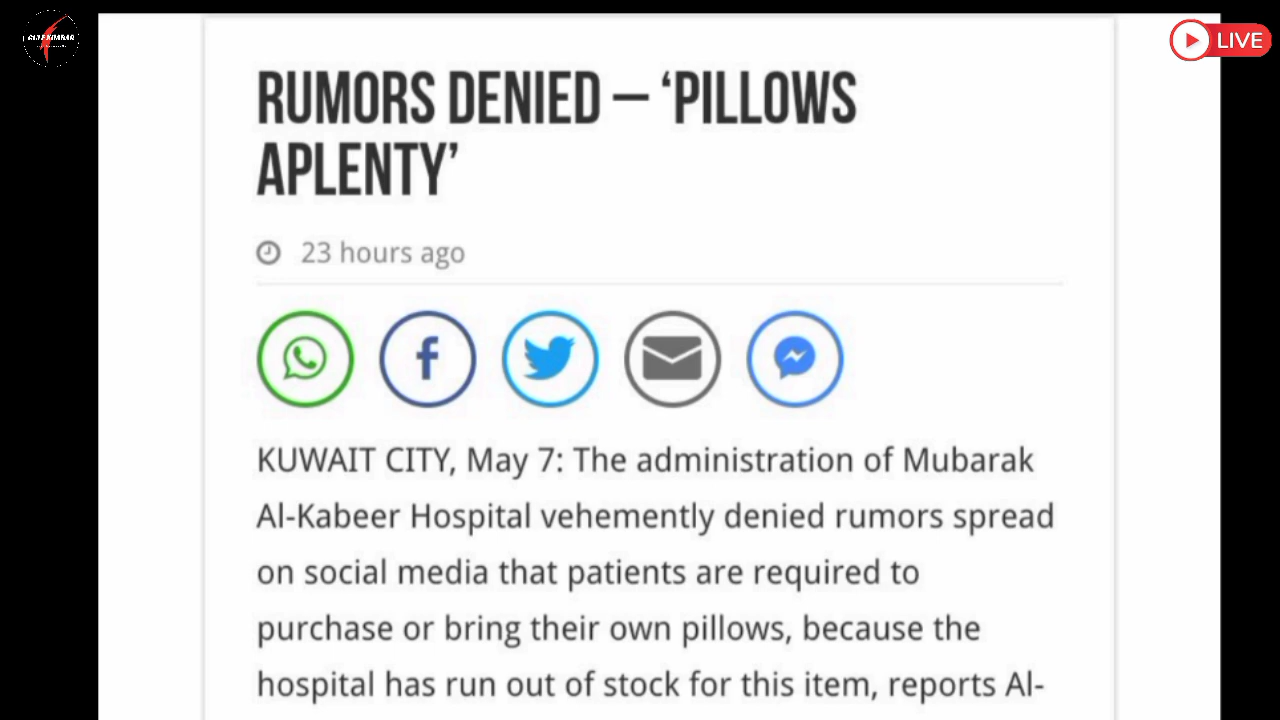 LIVE
RUMORS DENIED – ‘PILLOWS
APLENTY’
23 hours ago
KUWAIT CITY, May 7: The administration of Mubarak
Al-Kabeer Hospital vehemently denied rumors spread
on social media that patients are required to
purchase or bring their own pillows, because the
hospital has run out of stock for this item, reports Al-